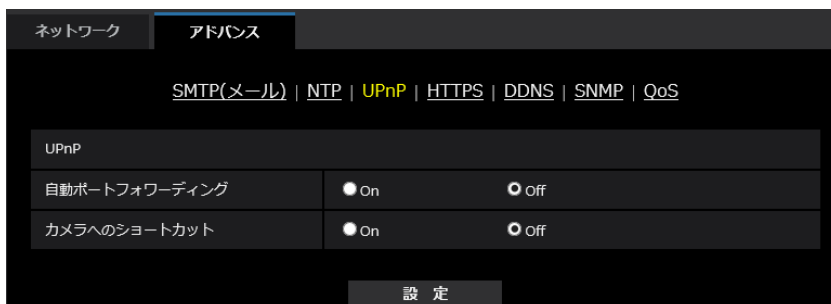 ネットワーク アドバンス
SMTP(メール) | NTP | UPnP | HTTPS | DDNS | SNMP | QoS
UPnP
自動ポートフォワーディング On Off
カメラへのショートカット On Off
設 定